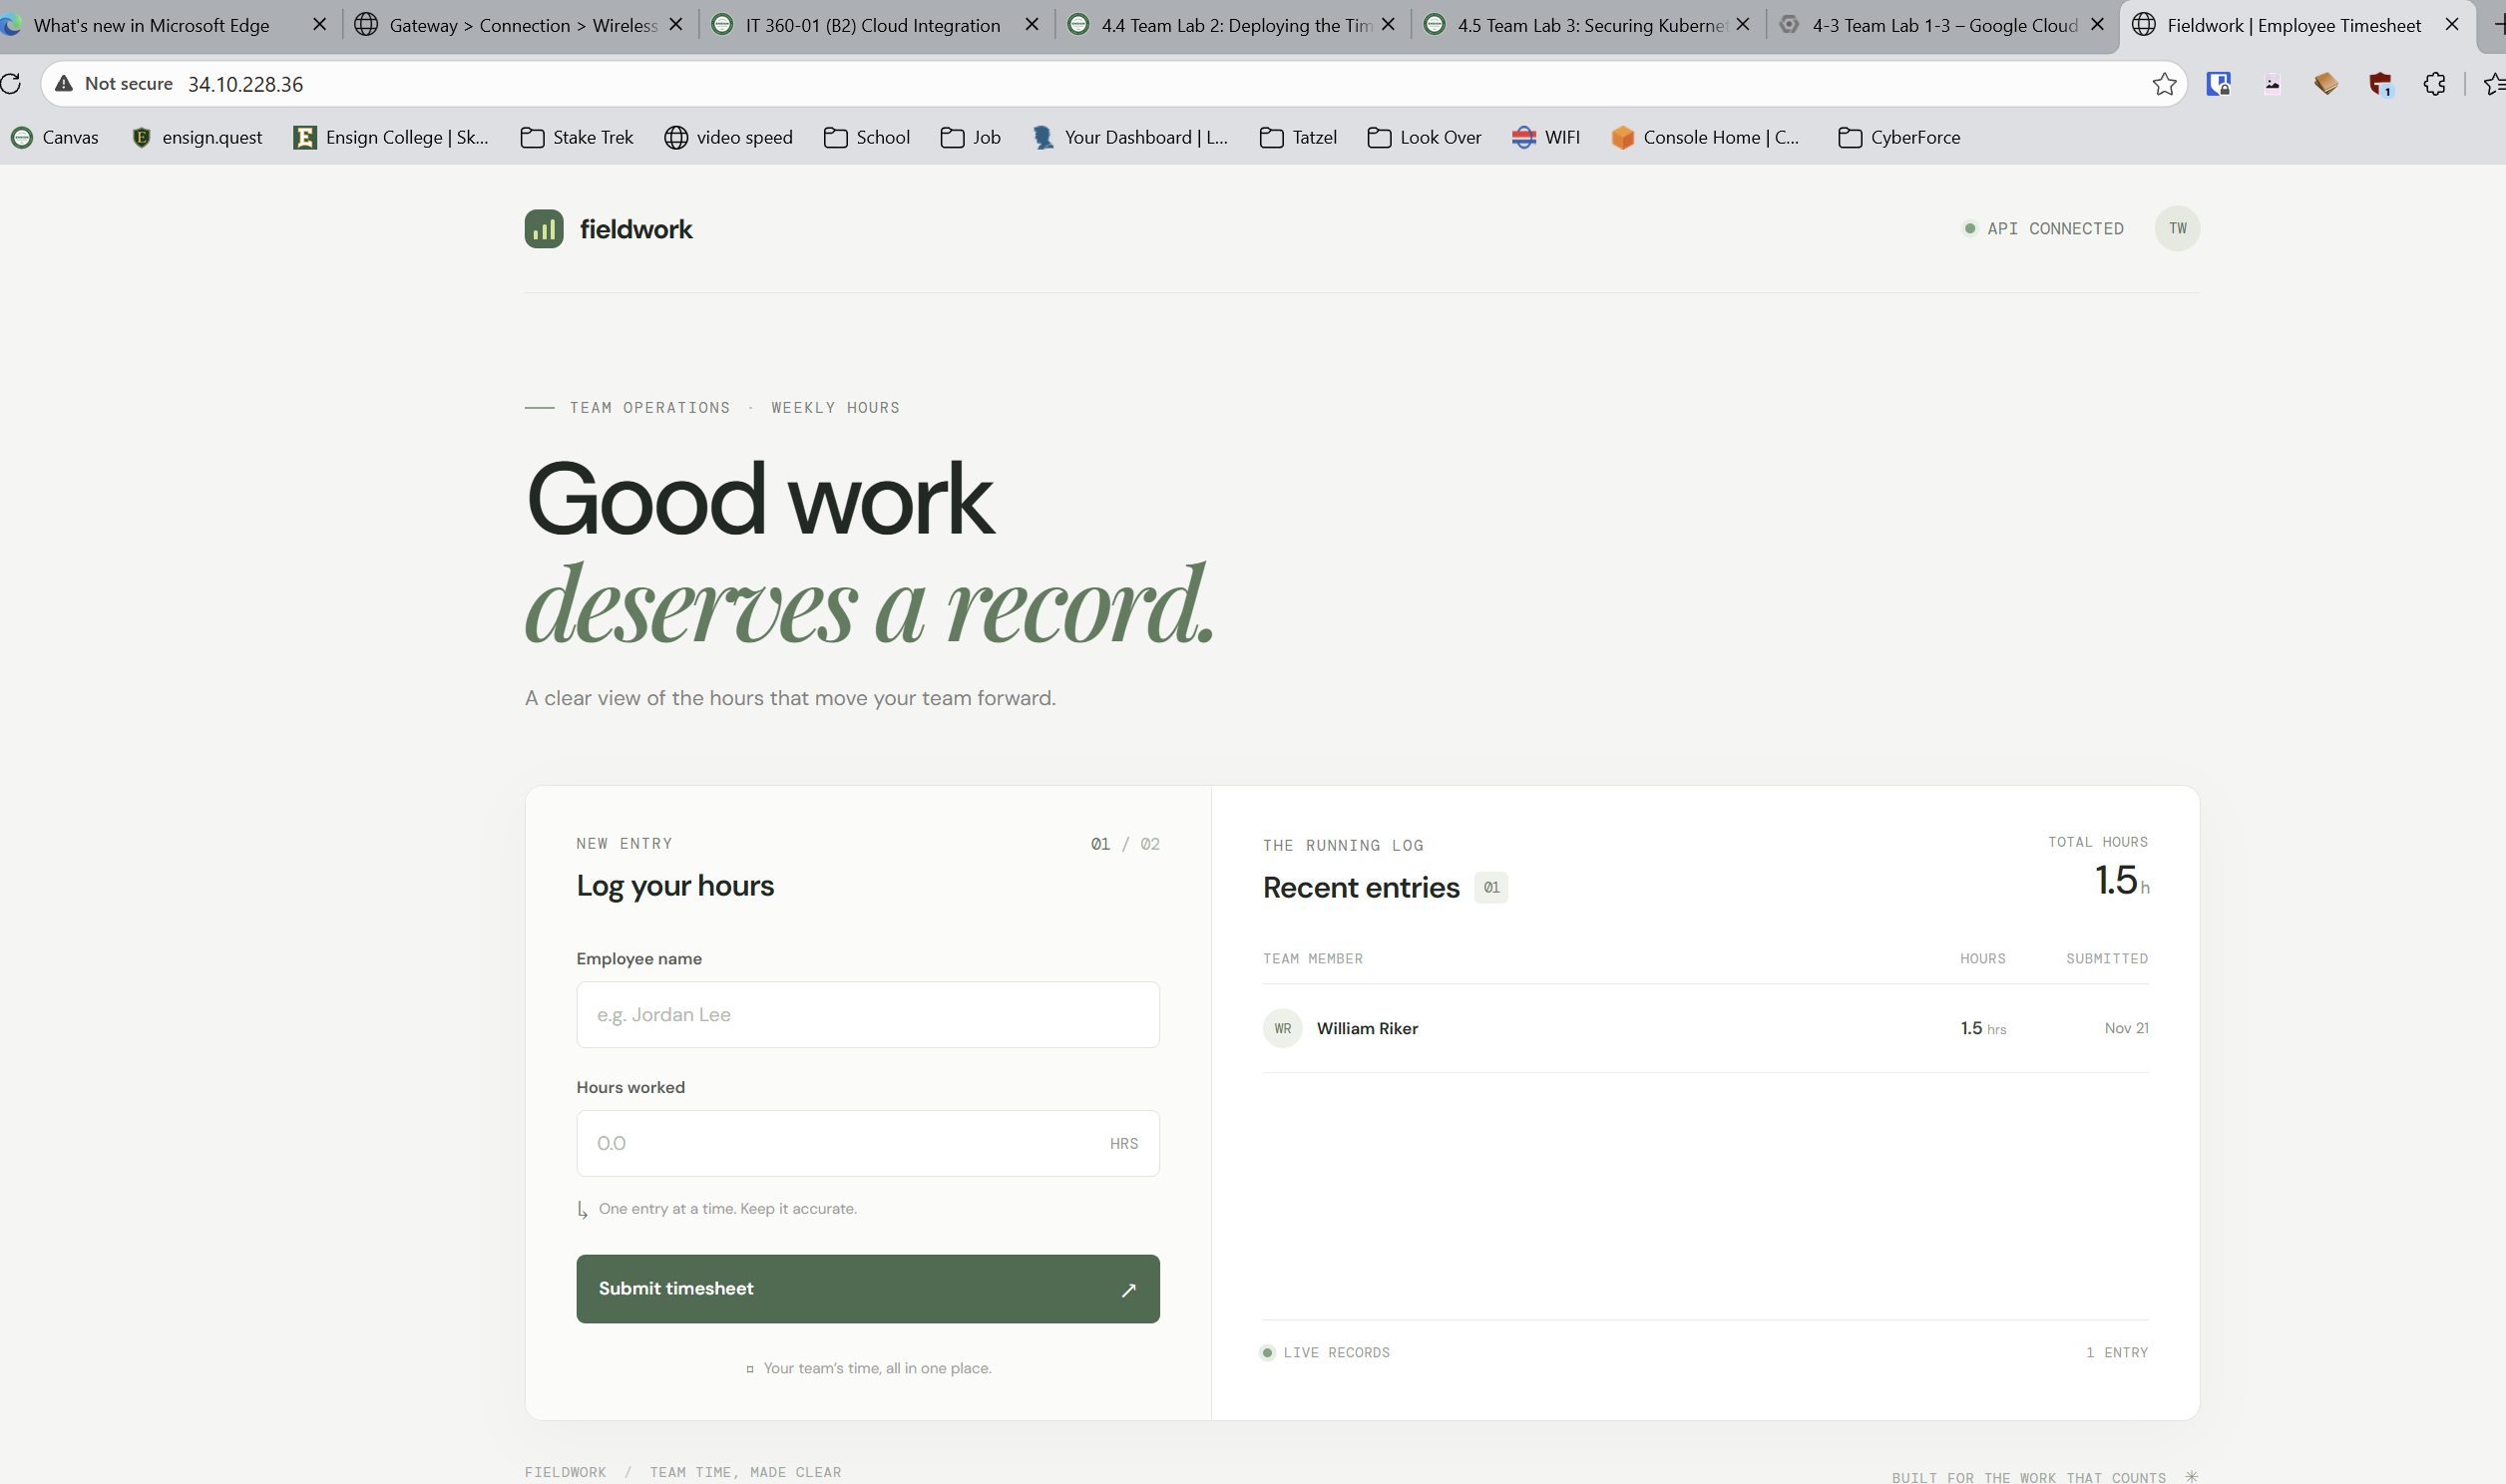 What's new in Microsoft Edge
Gateway > Connection > Wireless
IT 360-01 (B2) Cloud Integration
4.4 Team Lab 2: Deploying the Tim
4.5 Team Lab 3: Securing Kubernet
4-3 Team Lab 1-3 – Google Cloud
Fieldwork | Employee Timesheet
Not secure 34.10.228.36
1
Canvas
ensign.quest
Ensign College | Sk...
Stake Trek
video speed
School
Job
Your Dashboard | L...
Tatzel
Look Over
WIFI
Console Home | C...
CyberForce
fieldwork
API CONNECTED
TW
TEAM OPERATIONS · WEEKLY HOURS
Good work
deserves a record.
A clear view of the hours that move your team forward.
NEW ENTRY
01 / 02
Log your hours
Employee name
e.g. Jordan Lee
Hours worked
0.0
HRS
↳ One entry at a time. Keep it accurate.
Submit timesheet ↗
Your team's time, all in one place.
THE RUNNING LOG
Recent entries 01
TOTAL HOURS
1.5 h
TEAM MEMBER HOURS SUBMITTED
WR William Riker 1.5 hrs Nov 21
LIVE RECORDS
1 ENTRY
FIELDWORK / TEAM TIME, MADE CLEAR
BUILT FOR THE WORK THAT COUNTS ✳